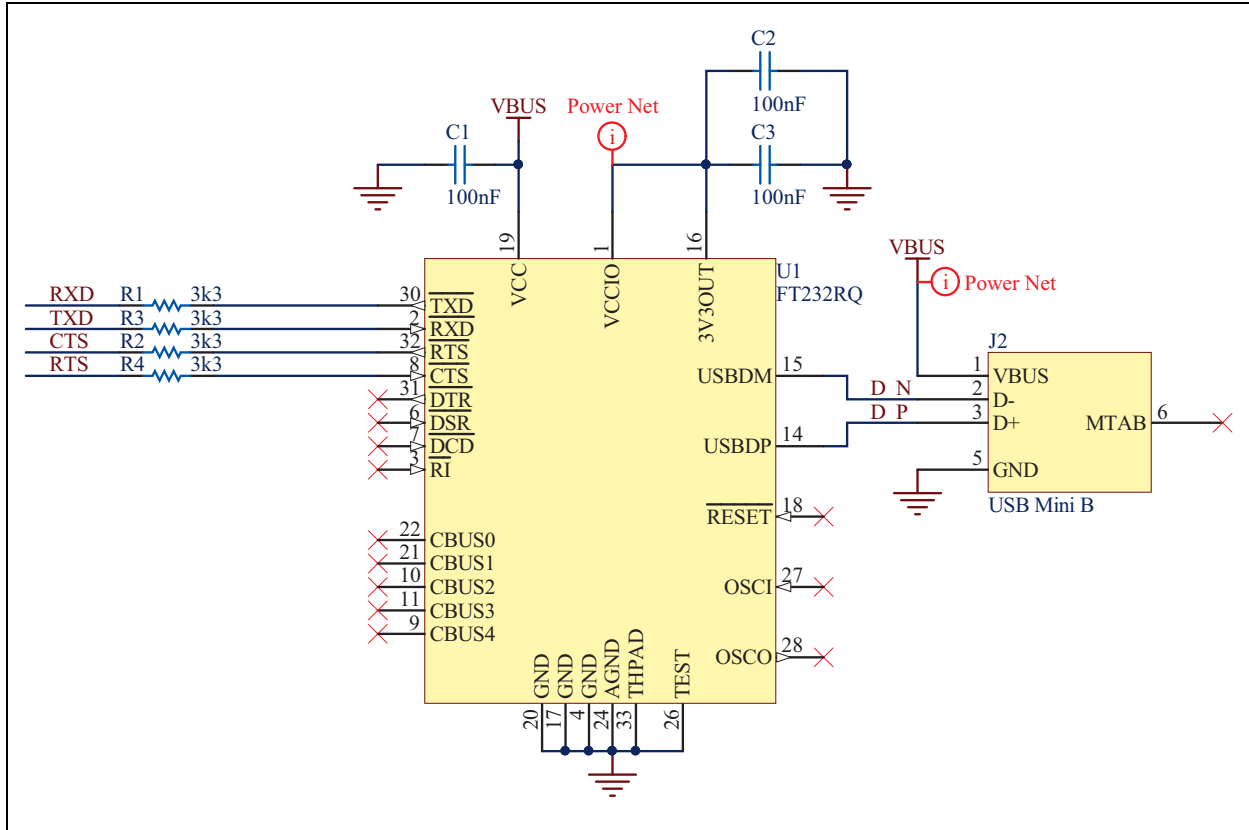 C2
100nF
VBUS
Power Net
i
C1
100nF
C3
100nF
19
1
16
VCC
VCCIO
3V3OUT
U1
FT232RQ
VBUS
i Power Net
RXD R1 3k3 30 TXD
TXD R3 3k3 2 RXD
CTS R2 3k3 32 RTS
RTS R4 3k3 8 CTS
31 DTR
6 DSR
7 DCD
3 RI
22 CBUS0
21 CBUS1
10 CBUS2
11 CBUS3
9 CBUS4
USBDM 15
USBDP 14
RESET 18
OSCI 27
OSCO 28
D N
D P
J2
1 VBUS
2 D-
3 D+
5 GND
MTAB 6
USB Mini B
GND
GND
GND
AGND
THPAD
TEST
20
17
4
24
33
26